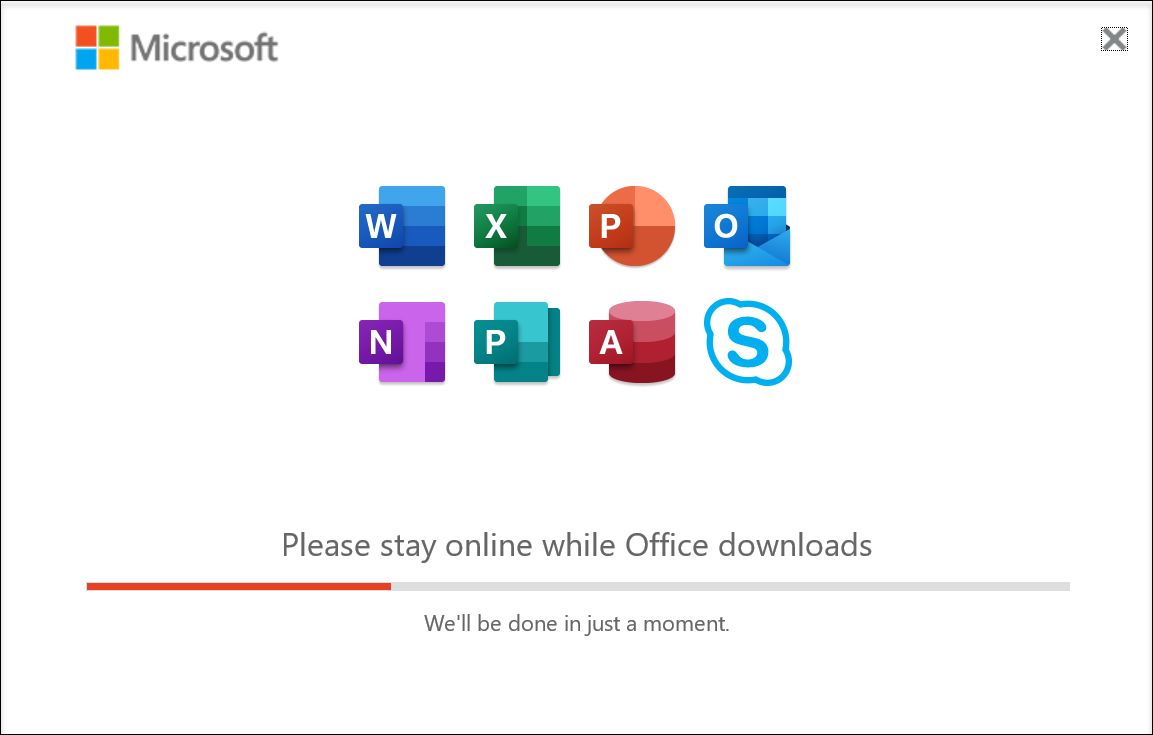 Microsoft
W X P O
N P A S
Please stay online while Office downloads
We'll be done in just a moment.